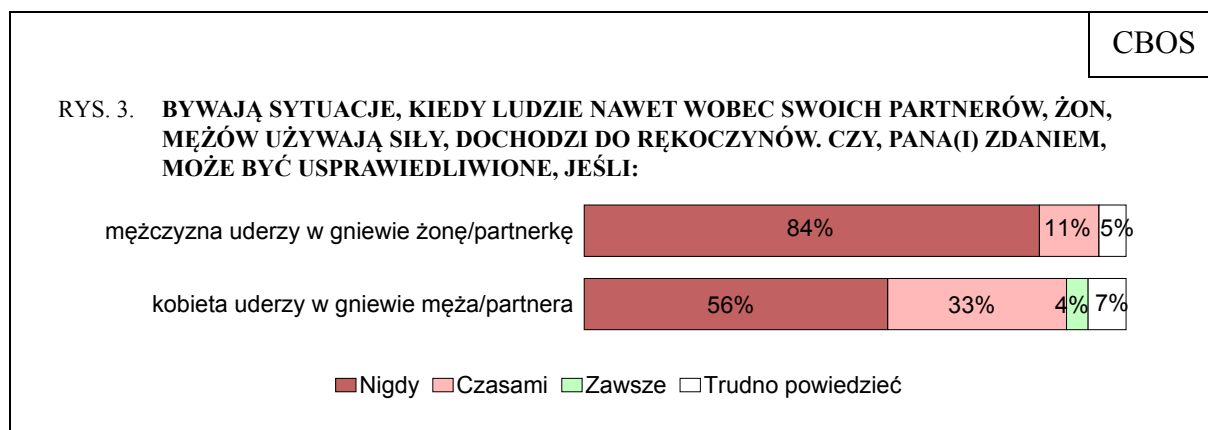 CBOS
RYS. 3. BYWAJĄ SYTUACJE, KIEDY LUDZIE NAWET WOBEC SWOICH PARTNERÓW, ŻON,
MĘŻÓW UŻYWAJĄ SIŁY, DOCHODZI DO RĘKOCZYNÓW. CZY, PANA(I) ZDANIEM,
MOŻE BYĆ USPRAWIEDLIWIONE, JEŚLI:
mężczyzna uderzy w gniewie żonę/partnerkę 84% 11% 5%
kobieta uderzy w gniewie męża/partnera 56% 33% 4% 7%
Nigdy Czasami Zawsze Trudno powiedzieć